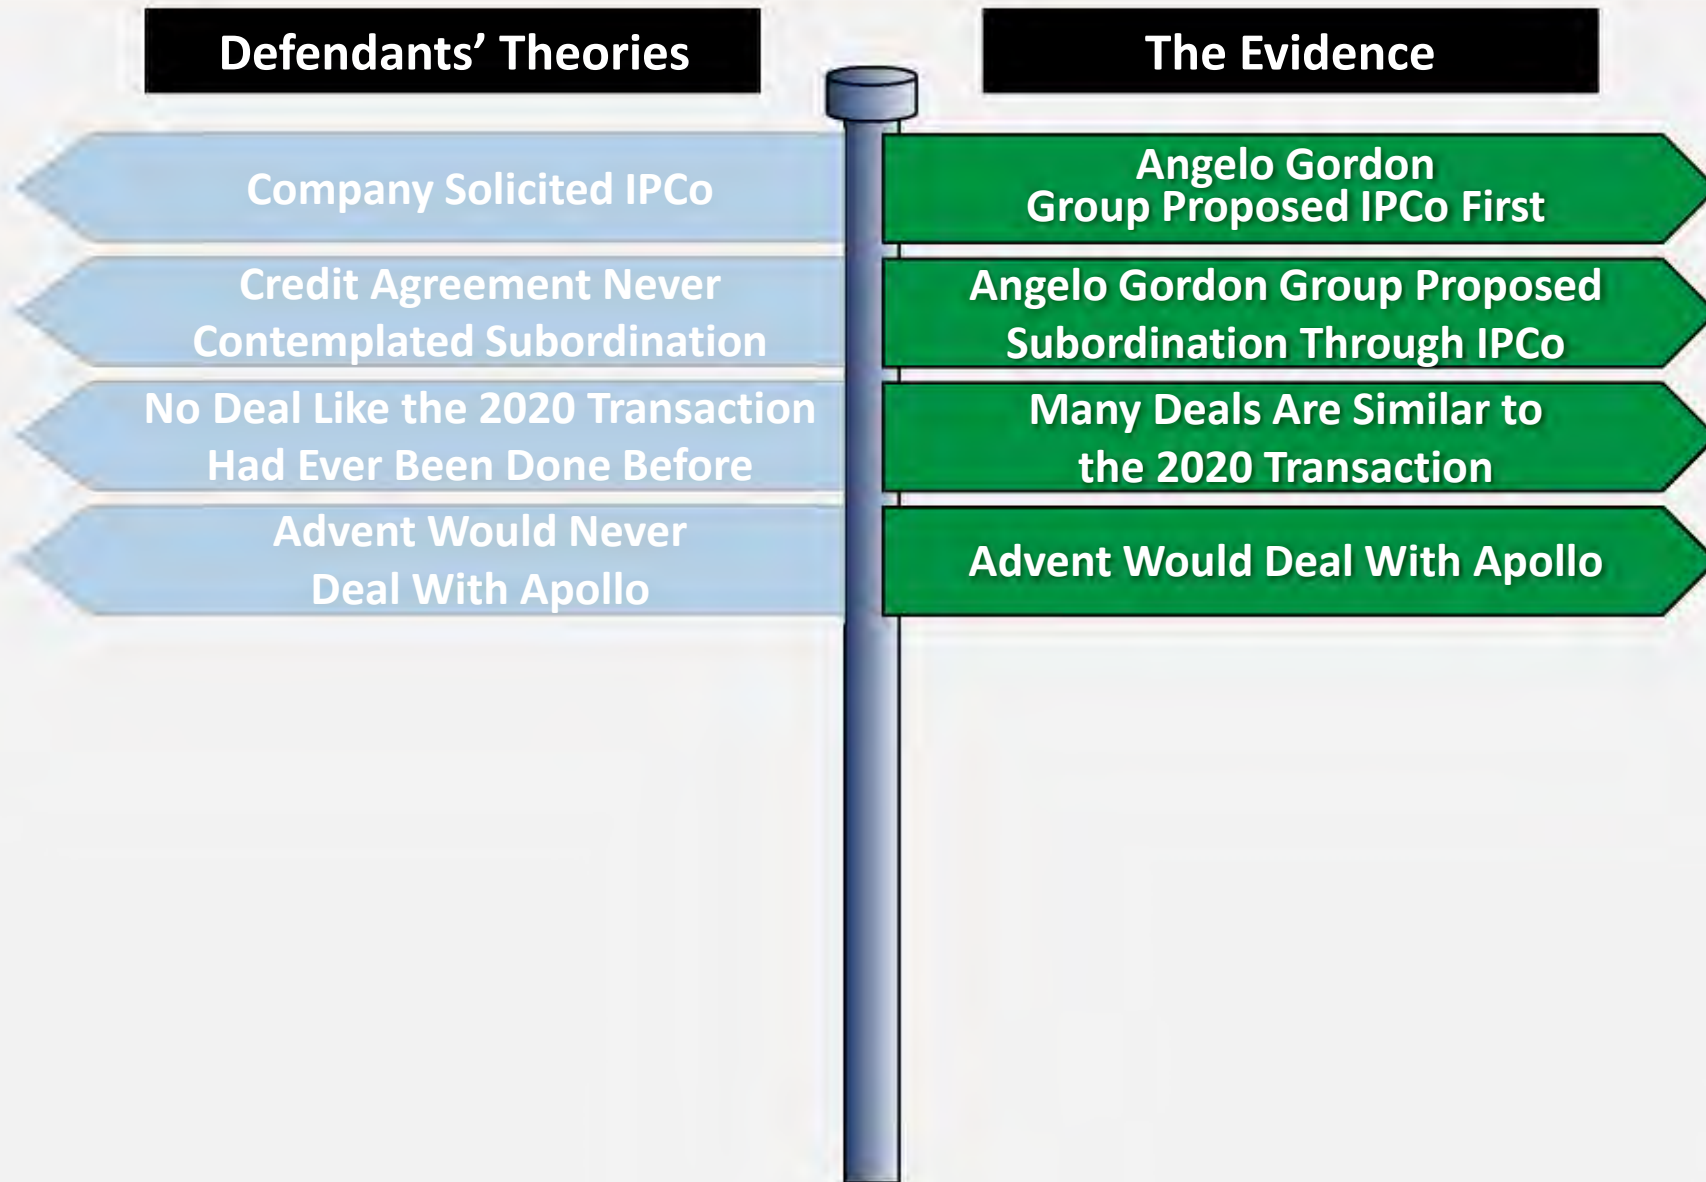 Defendants’ Theories
The Evidence
Company Solicited IPCo
Angelo Gordon
Group Proposed IPCo First
Credit Agreement Never
Contemplated Subordination
Angelo Gordon Group Proposed
Subordination Through IPCo
No Deal Like the 2020 Transaction
Had Ever Been Done Before
Many Deals Are Similar to
the 2020 Transaction
Advent Would Never
Deal With Apollo
Advent Would Deal With Apollo